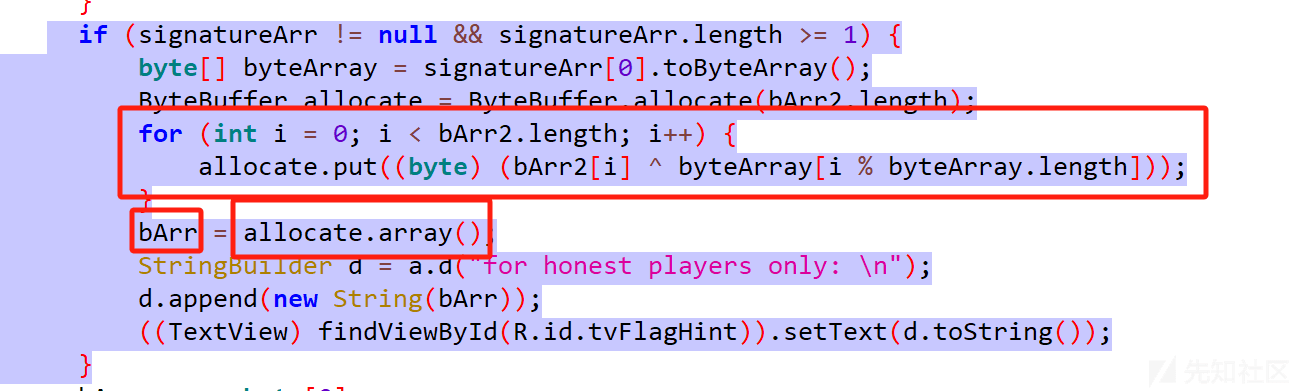 }
if (signatureArr != null && signatureArr.length >= 1) {
byte[] byteArray = signatureArr[0].toByteArray();
ByteBuffer allocate = ByteBuffer.allocate(bArr2.length);
for (int i = 0; i < bArr2.length; i++) {
allocate.put((byte) (bArr2[i] ^ byteArray[i % byteArray.length]));
}
bArr = allocate.array();
StringBuilder d = a.d("for honest players only: \n");
d.append(new String(bArr));
((TextView) findViewById(R.id.tvFlagHint)).setText(d.toString());
}
先知社区